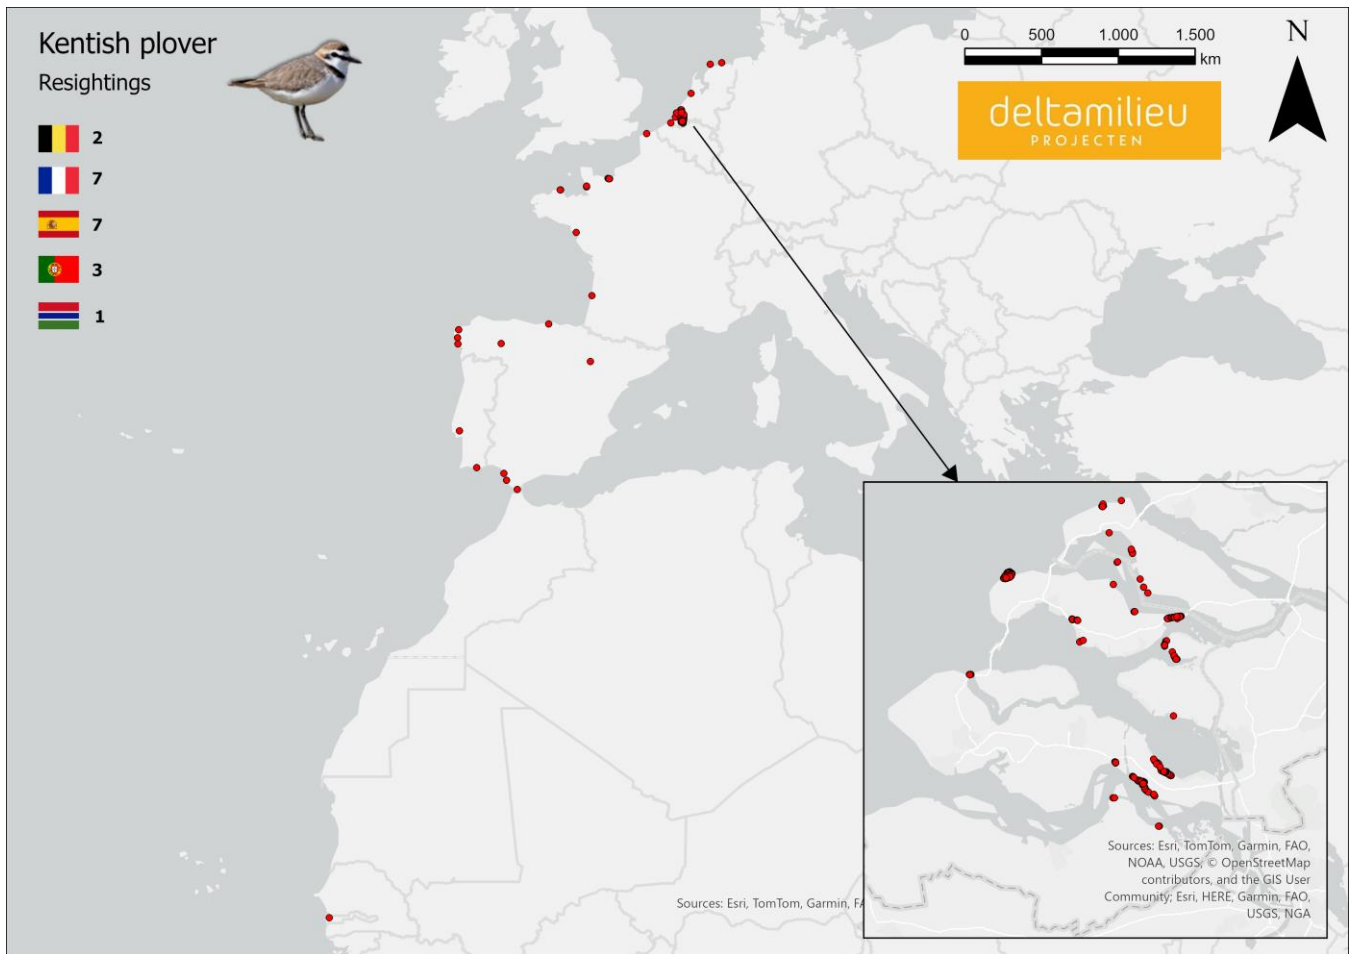 Kentish plover
Resightings
2
7
7
3
1
0 500 1.000 1.500
km
N
deltamilieu
PROJECTEN
Sources: Esri, TomTom, Garmin, FA
Sources: Esri, TomTom, Garmin, FAO,
NOAA, USGS, © OpenStreetMap
contributors, and the GIS User
Community; Esri, HERE, Garmin, FAO,
USGS, NGA